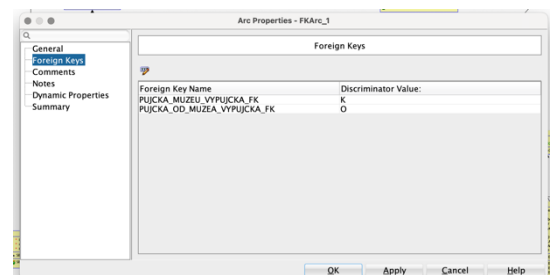 Arc Properties - FKArc_1
General
Foreign Keys
Comments
Notes
Dynamic Properties
Summary
Foreign Keys
Foreign Key Name Discriminator Value:
PUJCKA_MUZEU_VYPUJCKA_FK K
PUJCKA_OD_MUZEA_VYPUJCKA_FK O
OK Apply Cancel Help